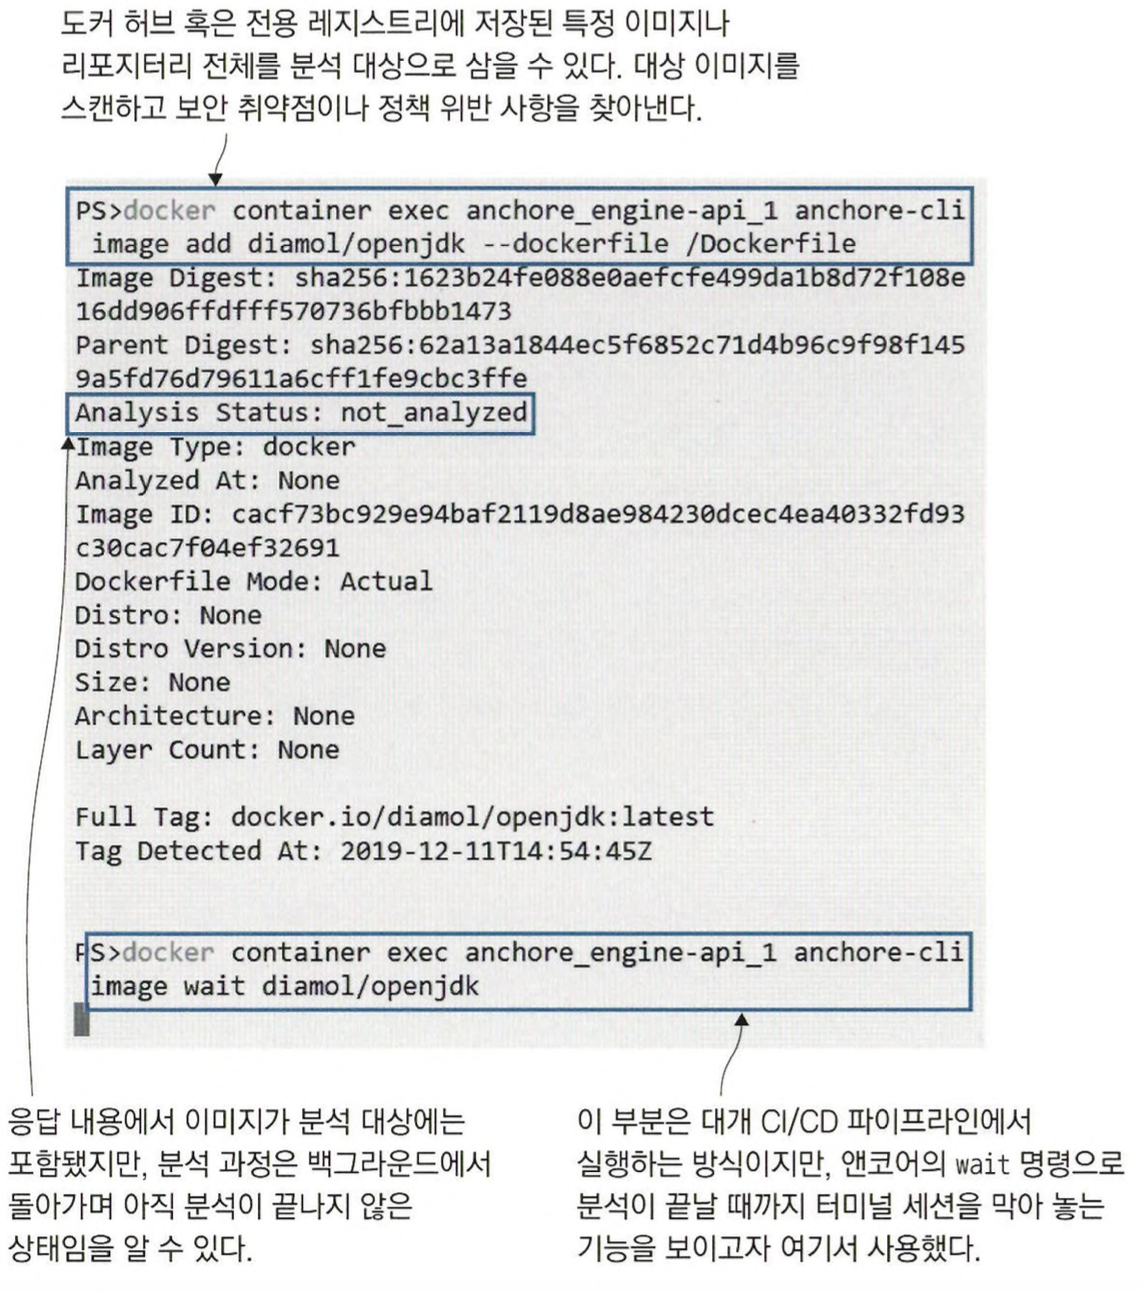 도커 허브 혹은 전용 레지스트리에 저장된 특정 이미지나
리포지터리 전체를 분석 대상으로 삼을 수 있다. 대상 이미지를
스캔하고 보안 취약점이나 정책 위반 사항을 찾아낸다.
PS>docker container exec anchore_engine-api_1 anchore-cli
image add diamol/openjdk --dockerfile /Dockerfile
Image Digest: sha256:1623b24fe088e0aefcfe499da1b8d72f108e
16dd906ffdfff570736bfbbb1473
Parent Digest: sha256:62a13a1844ec5f6852c71d4b96c9f98f145
9a5fd76d79611a6cff1fe9cbc3ffe
Analysis Status: not_analyzed
Image Type: docker
Analyzed At: None
Image ID: cacf73bc929e94baf2119d8ae984230dcec4ea40332fd93
c30cac7f04ef32691
Dockerfile Mode: Actual
Distro: None
Distro Version: None
Size: None
Architecture: None
Layer Count: None
Full Tag: docker.io/diamol/openjdk:latest
Tag Detected At: 2019-12-11T14:54:45Z
PS>docker container exec anchore_engine-api_1 anchore-cli
image wait diamol/openjdk
응답 내용에서 이미지가 분석 대상에는
포함됐지만, 분석 과정은 백그라운드에서
돌아가며 아직 분석이 끝나지 않은
상태임을 알 수 있다.
이 부분은 대개 CI/CD 파이프라인에서
실행하는 방식이지만, 앤코어의 wait 명령으로
분석이 끝날 때까지 터미널 세션을 막아 놓는
기능을 보이고자 여기서 사용했다.